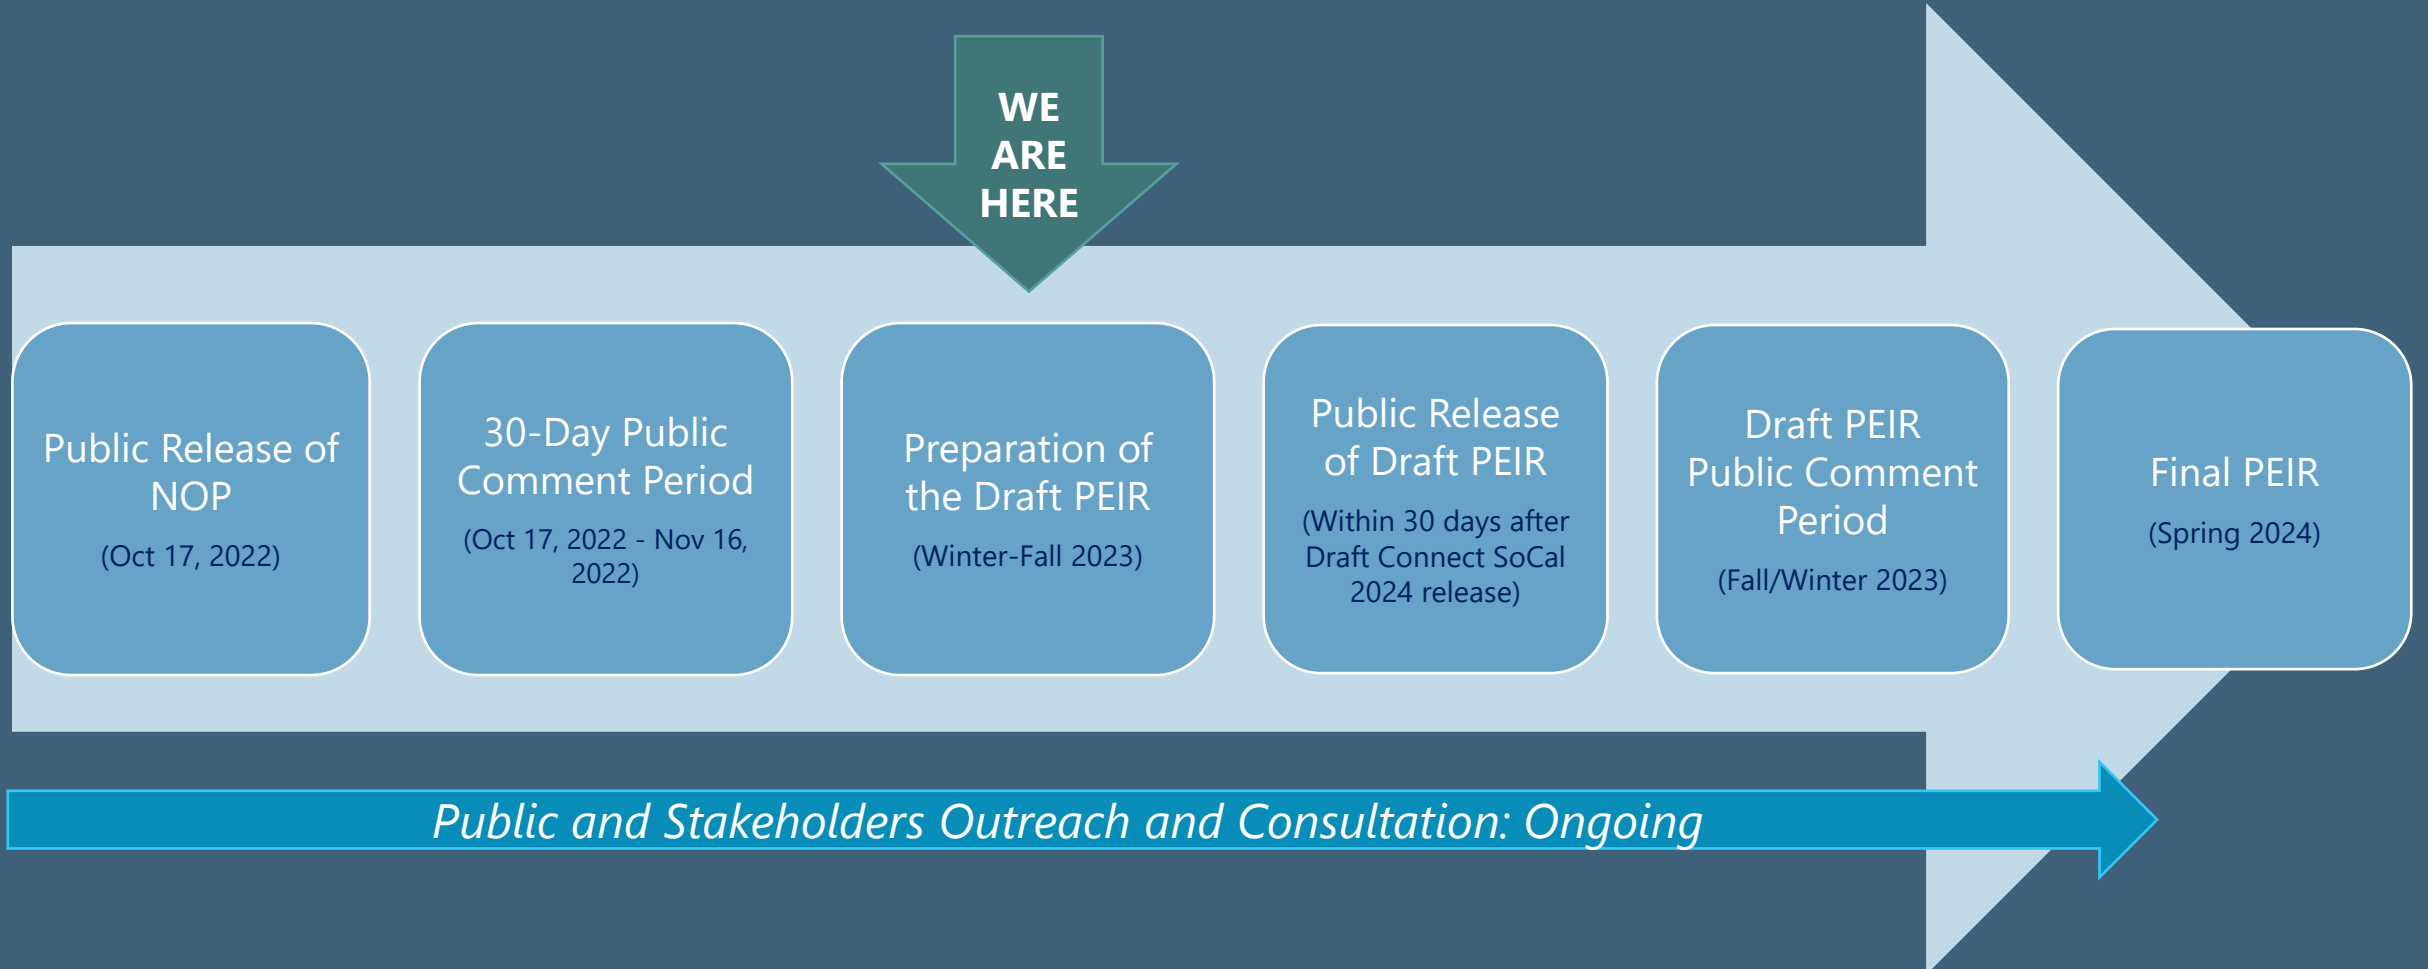 WE
ARE
HERE
Public Release of
NOP
(Oct 17, 2022)
30-Day Public
Comment Period
(Oct 17, 2022 - Nov 16,
2022)
Preparation of
the Draft PEIR
(Winter-Fall 2023)
Public Release
of Draft PEIR
(Within 30 days after
Draft Connect SoCal
2024 release)
Draft PEIR
Public Comment
Period
(Fall/Winter 2023)
Final PEIR
(Spring 2024)
Public and Stakeholders Outreach and Consultation: Ongoing